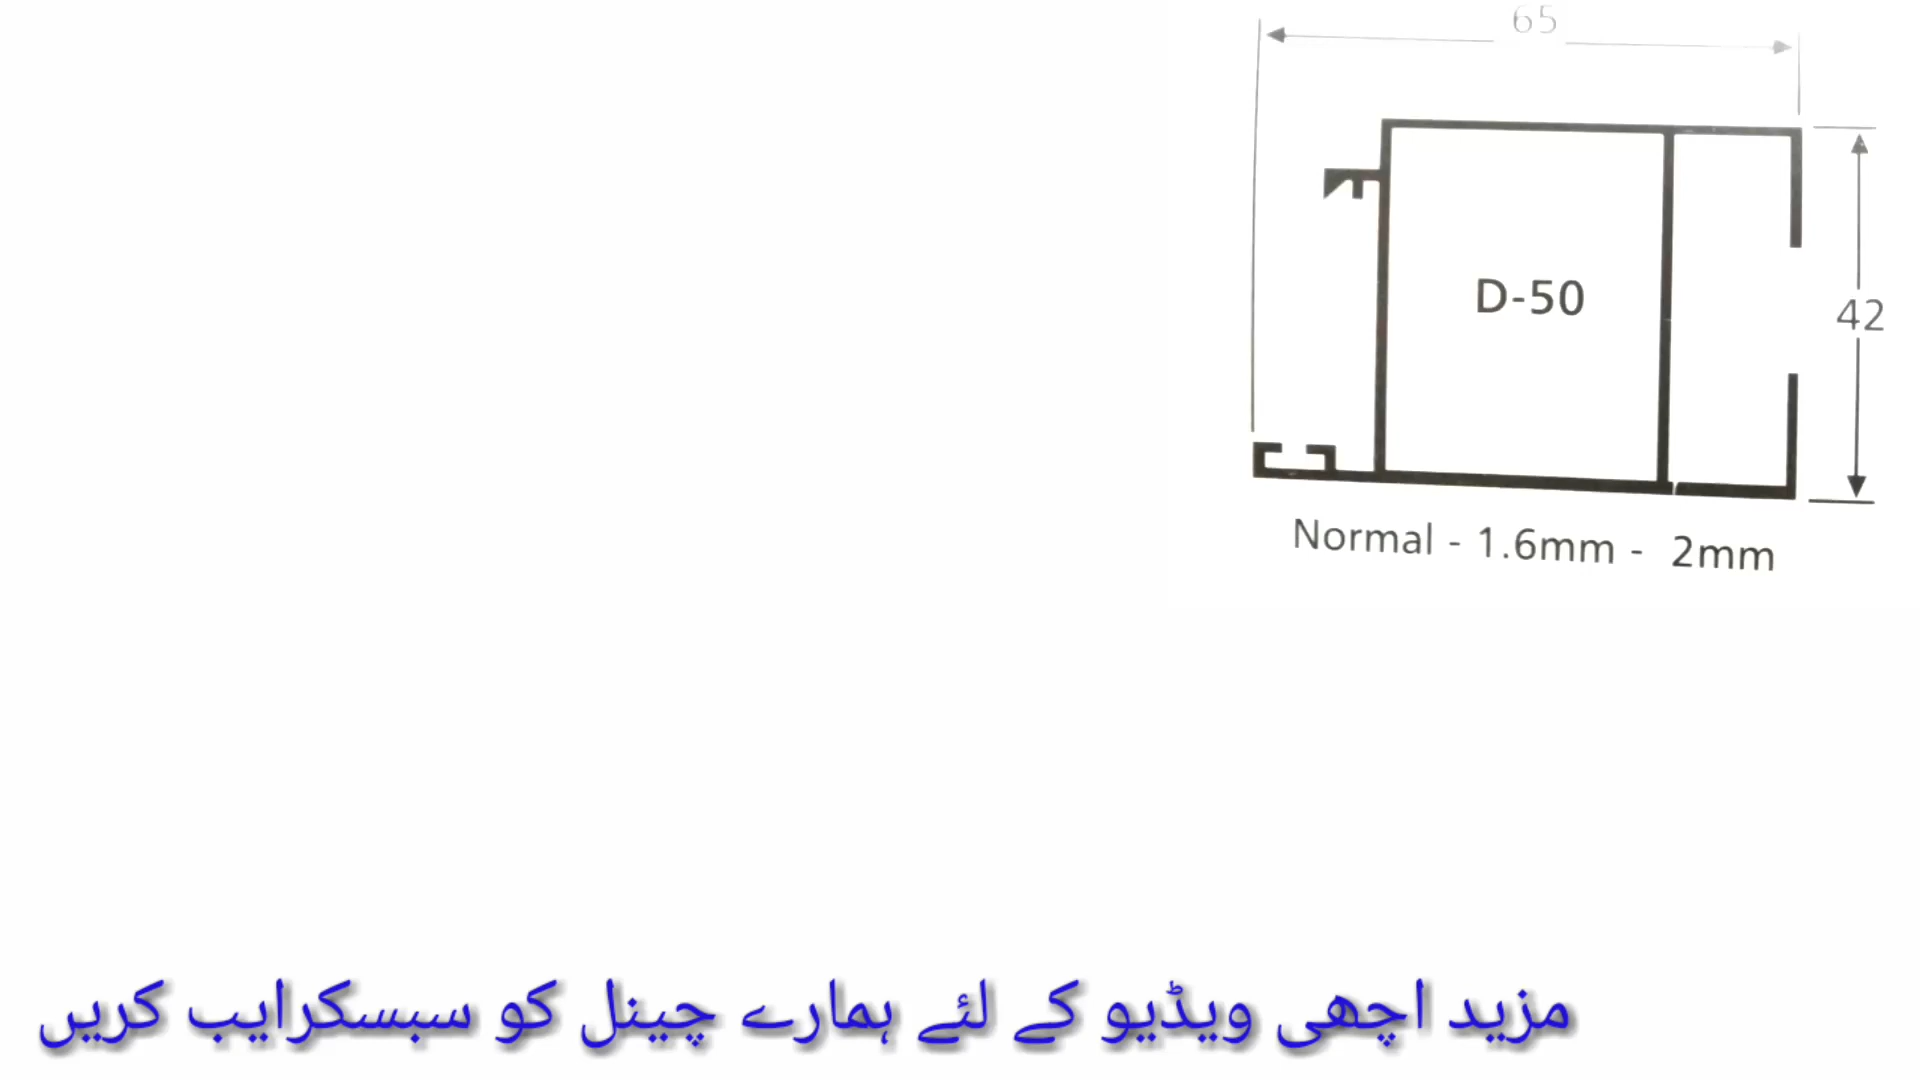 65
D-50
42
Normal - 1.6mm - 2mm
مزید اچھی ویڈیو کے لئے ہمارے چینل کو سبسکرایب کریں